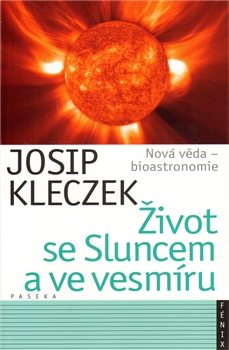 JOSIP
KLECZEK
Nová věda –
bioastronomie
Život
se Sluncem
a ve vesmíru
PASEKA
FÉNIX